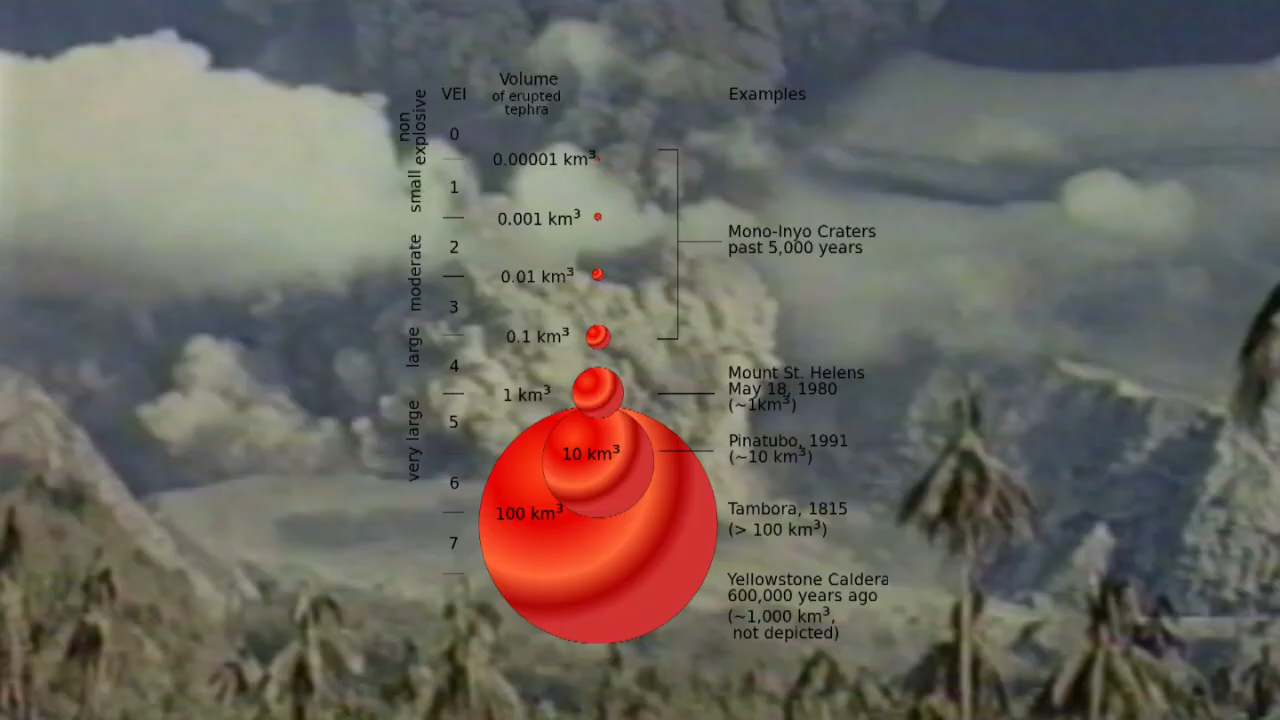 VEI
Volume
of erupted
tephra
Examples
non
explosive
small
moderate
large
very large
0
1
2
3
4
5
6
7
0.00001 km³
0.001 km³
0.01 km³
0.1 km³
1 km³
10 km³
100 km³
Mono-Inyo Craters
past 5,000 years
Mount St. Helens
May 18, 1980
(~1km³)
Pinatubo, 1991
(~10 km³)
Tambora, 1815
(> 100 km³)
Yellowstone Caldera
600,000 years ago
(~1,000 km³,
not depicted)